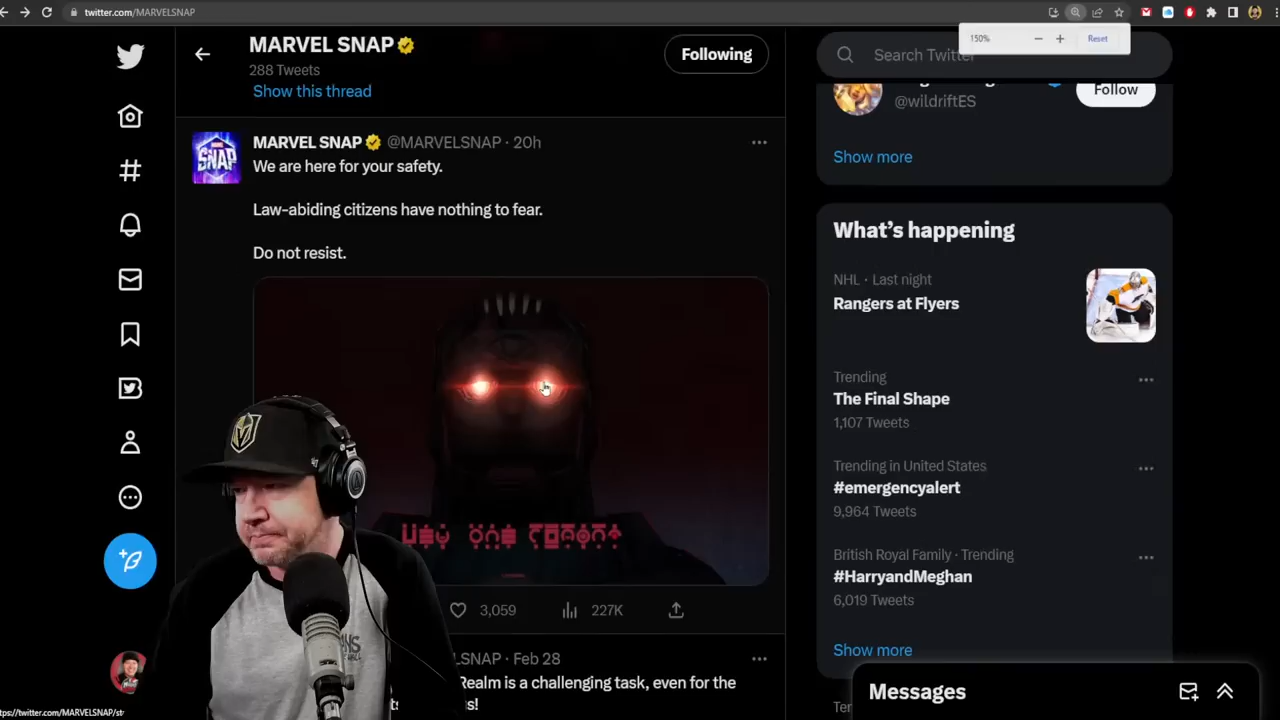 twitter.com/MARVELSNAP
150%
Reset
MARVEL SNAP
288 Tweets
Following
Show this thread
MARVEL SNAP @MARVELSNAP · 20h
We are here for your safety.
Law-abiding citizens have nothing to fear.
Do not resist.
SNAP
3,059
227K
LSNAP · Feb 28
Realm is a challenging task, even for the
Search Twitter
@wildriftES
Follow
Show more
What's happening
NHL · Last night
Rangers at Flyers
Trending
The Final Shape
1,107 Tweets
Trending in United States
#emergencyalert
9,964 Tweets
British Royal Family · Trending
#HarryandMeghan
6,019 Tweets
Show more
Messages